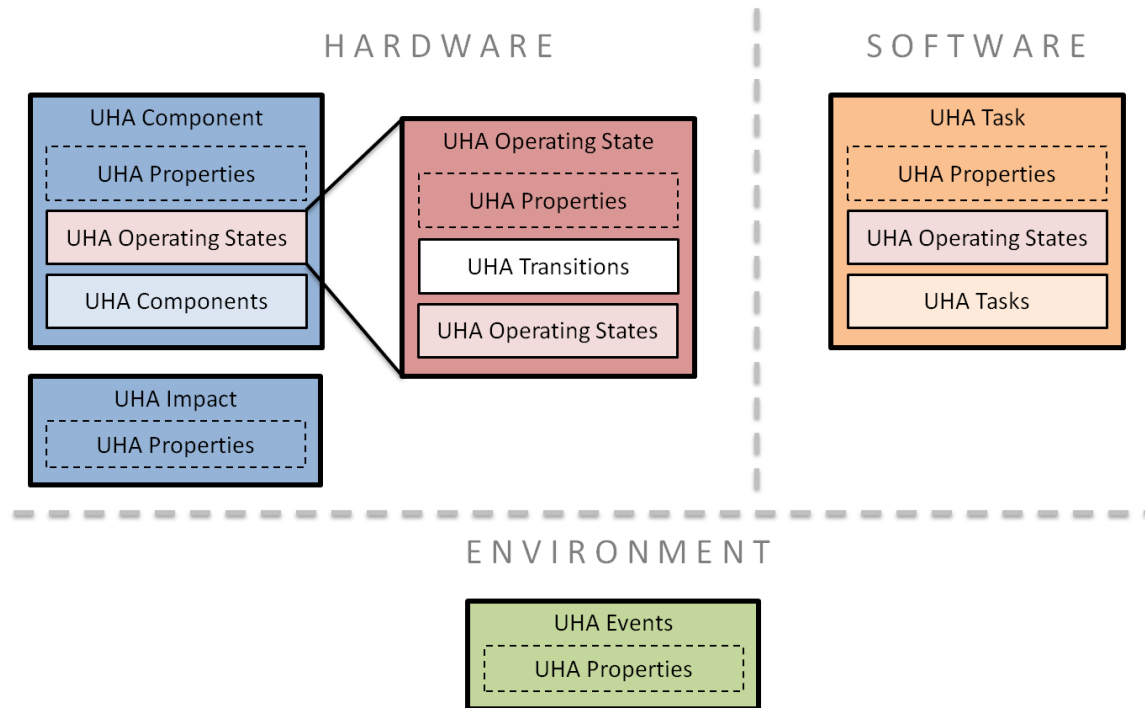 HARDWARE
SOFTWARE
UHA Component
UHA Properties
UHA Operating States
UHA Components
UHA Operating State
UHA Properties
UHA Transitions
UHA Operating States
UHA Task
UHA Properties
UHA Operating States
UHA Tasks
UHA Impact
UHA Properties
ENVIRONMENT
UHA Events
UHA Properties